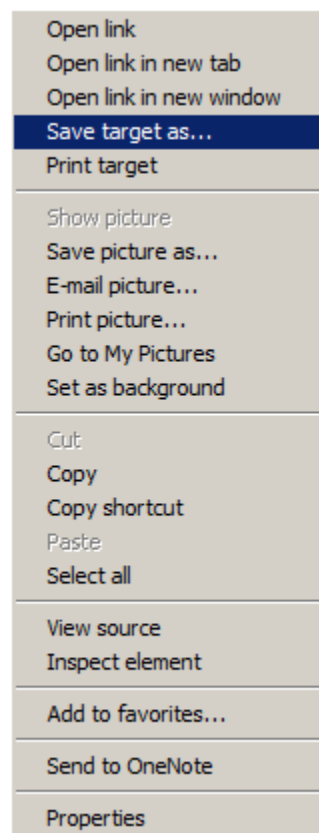 Open link
Open link in new tab
Open link in new window
Save target as...
Print target
Show picture
Save picture as...
E-mail picture...
Print picture...
Go to My Pictures
Set as background
Cut
Copy
Copy shortcut
Paste
Select all
View source
Inspect element
Add to favorites...
Send to OneNote
Properties